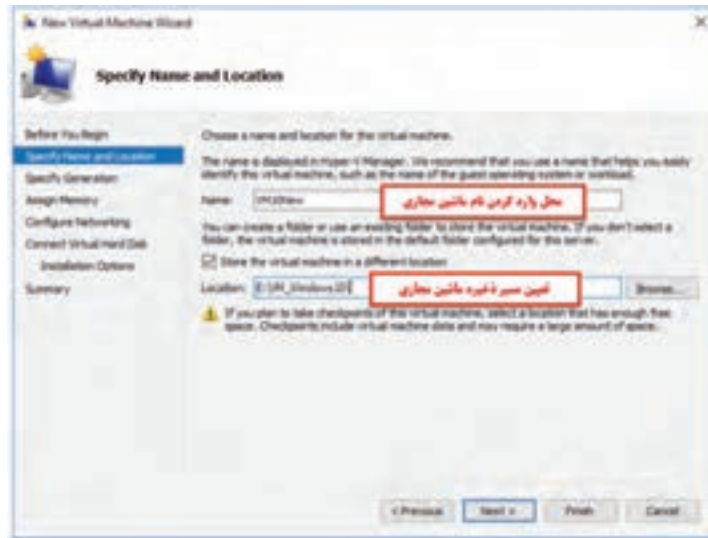 New Virtual Machine Wizard
Specify Name and Location
Before You Begin
Specify Name and Location
Specify Generation
Assign Memory
Configure Networking
Connect Virtual Hard Disk
Installation Options
Summary
Choose a name and location for this virtual machine.
The name is displayed in Hyper-V Manager. We recommend that you use a name that helps you easily
identify this virtual machine, such as the name of the guest operating system or workload.
Name:
محل وارد کردن نام ماشین مجازی
You can create a folder or use an existing folder to store the virtual machine. If you don't select a
folder, the virtual machine is stored in the default folder configured for this server.
Store the virtual machine in a different location
Location:
تعیین مسیر ذخیره ماشین مجازی
Browse...
If you plan to take checkpoints of this virtual machine, select a location that has enough free
space. Checkpoints include virtual machine data and may require a large amount of space.
< Previous
Next >
Finish
Cancel